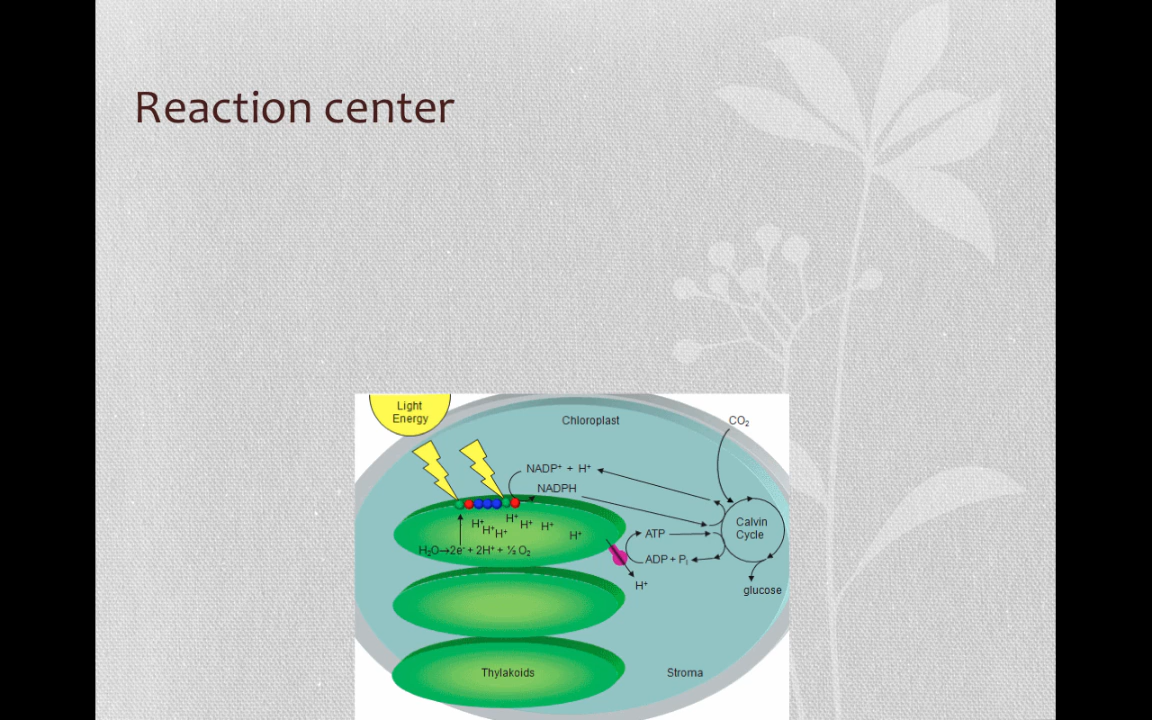 Reaction center
Light
Energy
Chloroplast
CO₂
NADP⁺ + H⁺
NADPH
H⁺
H⁺
H⁺
H⁺
H⁺
H⁺
H⁺
H₂O→2e⁻ + 2H⁺ + ½ O₂
ATP
ADP + Pᵢ
H⁺
Calvin
Cycle
glucose
Thylakoids
Stroma